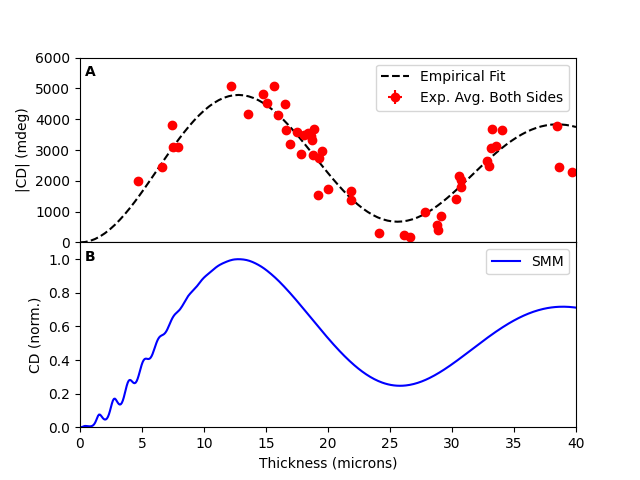 6000
5000
4000
3000
2000
1000
0
|CD| (mdeg)
A
Empirical Fit
Exp. Avg. Both Sides
1.0
0.8
0.6
0.4
0.2
0.0
CD (norm.)
B
SMM
0 5 10 15 20 25 30 35 40
Thickness (microns)